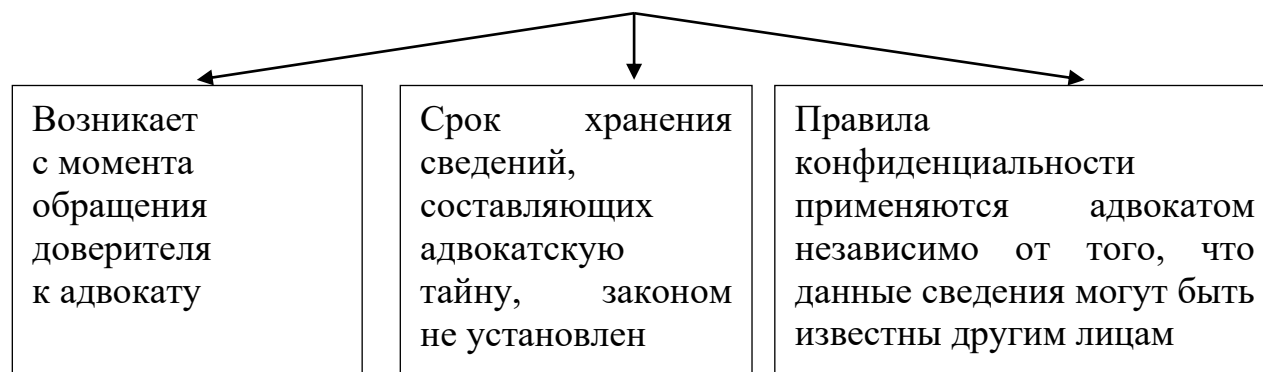 Возникает
с момента
обращения
доверителя
к адвокату
Срок хранения
сведений,
составляющих
адвокатскую
тайну, законом
не установлен
Правила
конфиденциальности
применяются адвокатом
независимо от того, что
данные сведения могут быть
известны другим лицам